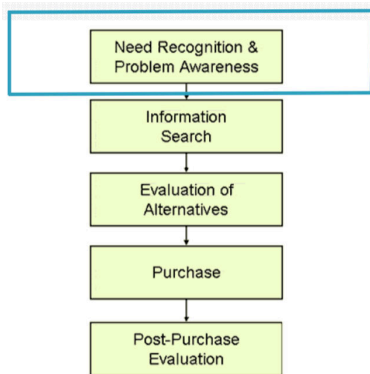 Need Recognition &
Problem Awareness
Information
Search
Evaluation of
Alternatives
Purchase
Post-Purchase
Evaluation